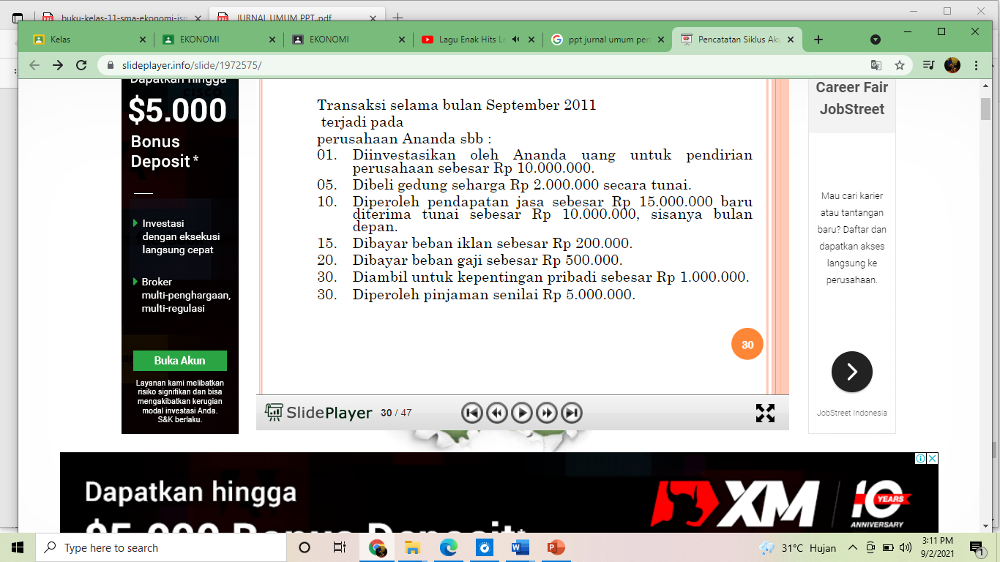 buku-kelas-11-sma-ekonomi-ism
JURNAL UMUM PPT..pdf
Kelas
EKONOMI
EKONOMI
Lagu Enak Hits L
ppt jurnal umum per
Pencatatan Siklus Aku
slideplayer.info/slide/1972575/
Dapatkan hingga
$5.000
Bonus
Deposit*
Investasi
dengan eksekusi
langsung cepat
Broker
multi-penghargaan,
multi-regulasi
Buka Akun
Layanan kami melibatkan
risiko signifikan dan bisa
mengakibatkan kerugian
modal investasi Anda.
S&K berlaku.
Transaksi selama bulan September 2011
terjadi pada
perusahaan Ananda sbb :
01. Diinvestasikan oleh Ananda uang untuk pendirian
perusahaan sebesar Rp 10.000.000.
05. Dibeli gedung seharga Rp 2.000.000 secara tunai.
10. Diperoleh pendapatan jasa sebesar Rp 15.000.000 baru
diterima tunai sebesar Rp 10.000.000, sisanya bulan
depan.
15. Dibayar beban iklan sebesar Rp 200.000.
20. Dibayar beban gaji sebesar Rp 500.000.
30. Diambil untuk kepentingan pribadi sebesar Rp 1.000.000.
30. Diperoleh pinjaman senilai Rp 5.000.000.
30
SlidePlayer 30 / 47
Career Fair
JobStreet
Mau cari karier
atau tantangan
baru? Daftar dan
dapatkan akses
langsung ke
perusahaan.
JobStreet Indonesia
Dapatkan hingga
$5.000 Bonus Deposit*
XM
10
YEARS
ANNIVERSARY
Type here to search
31°C Hujan
3:11 PM
9/2/2021
1